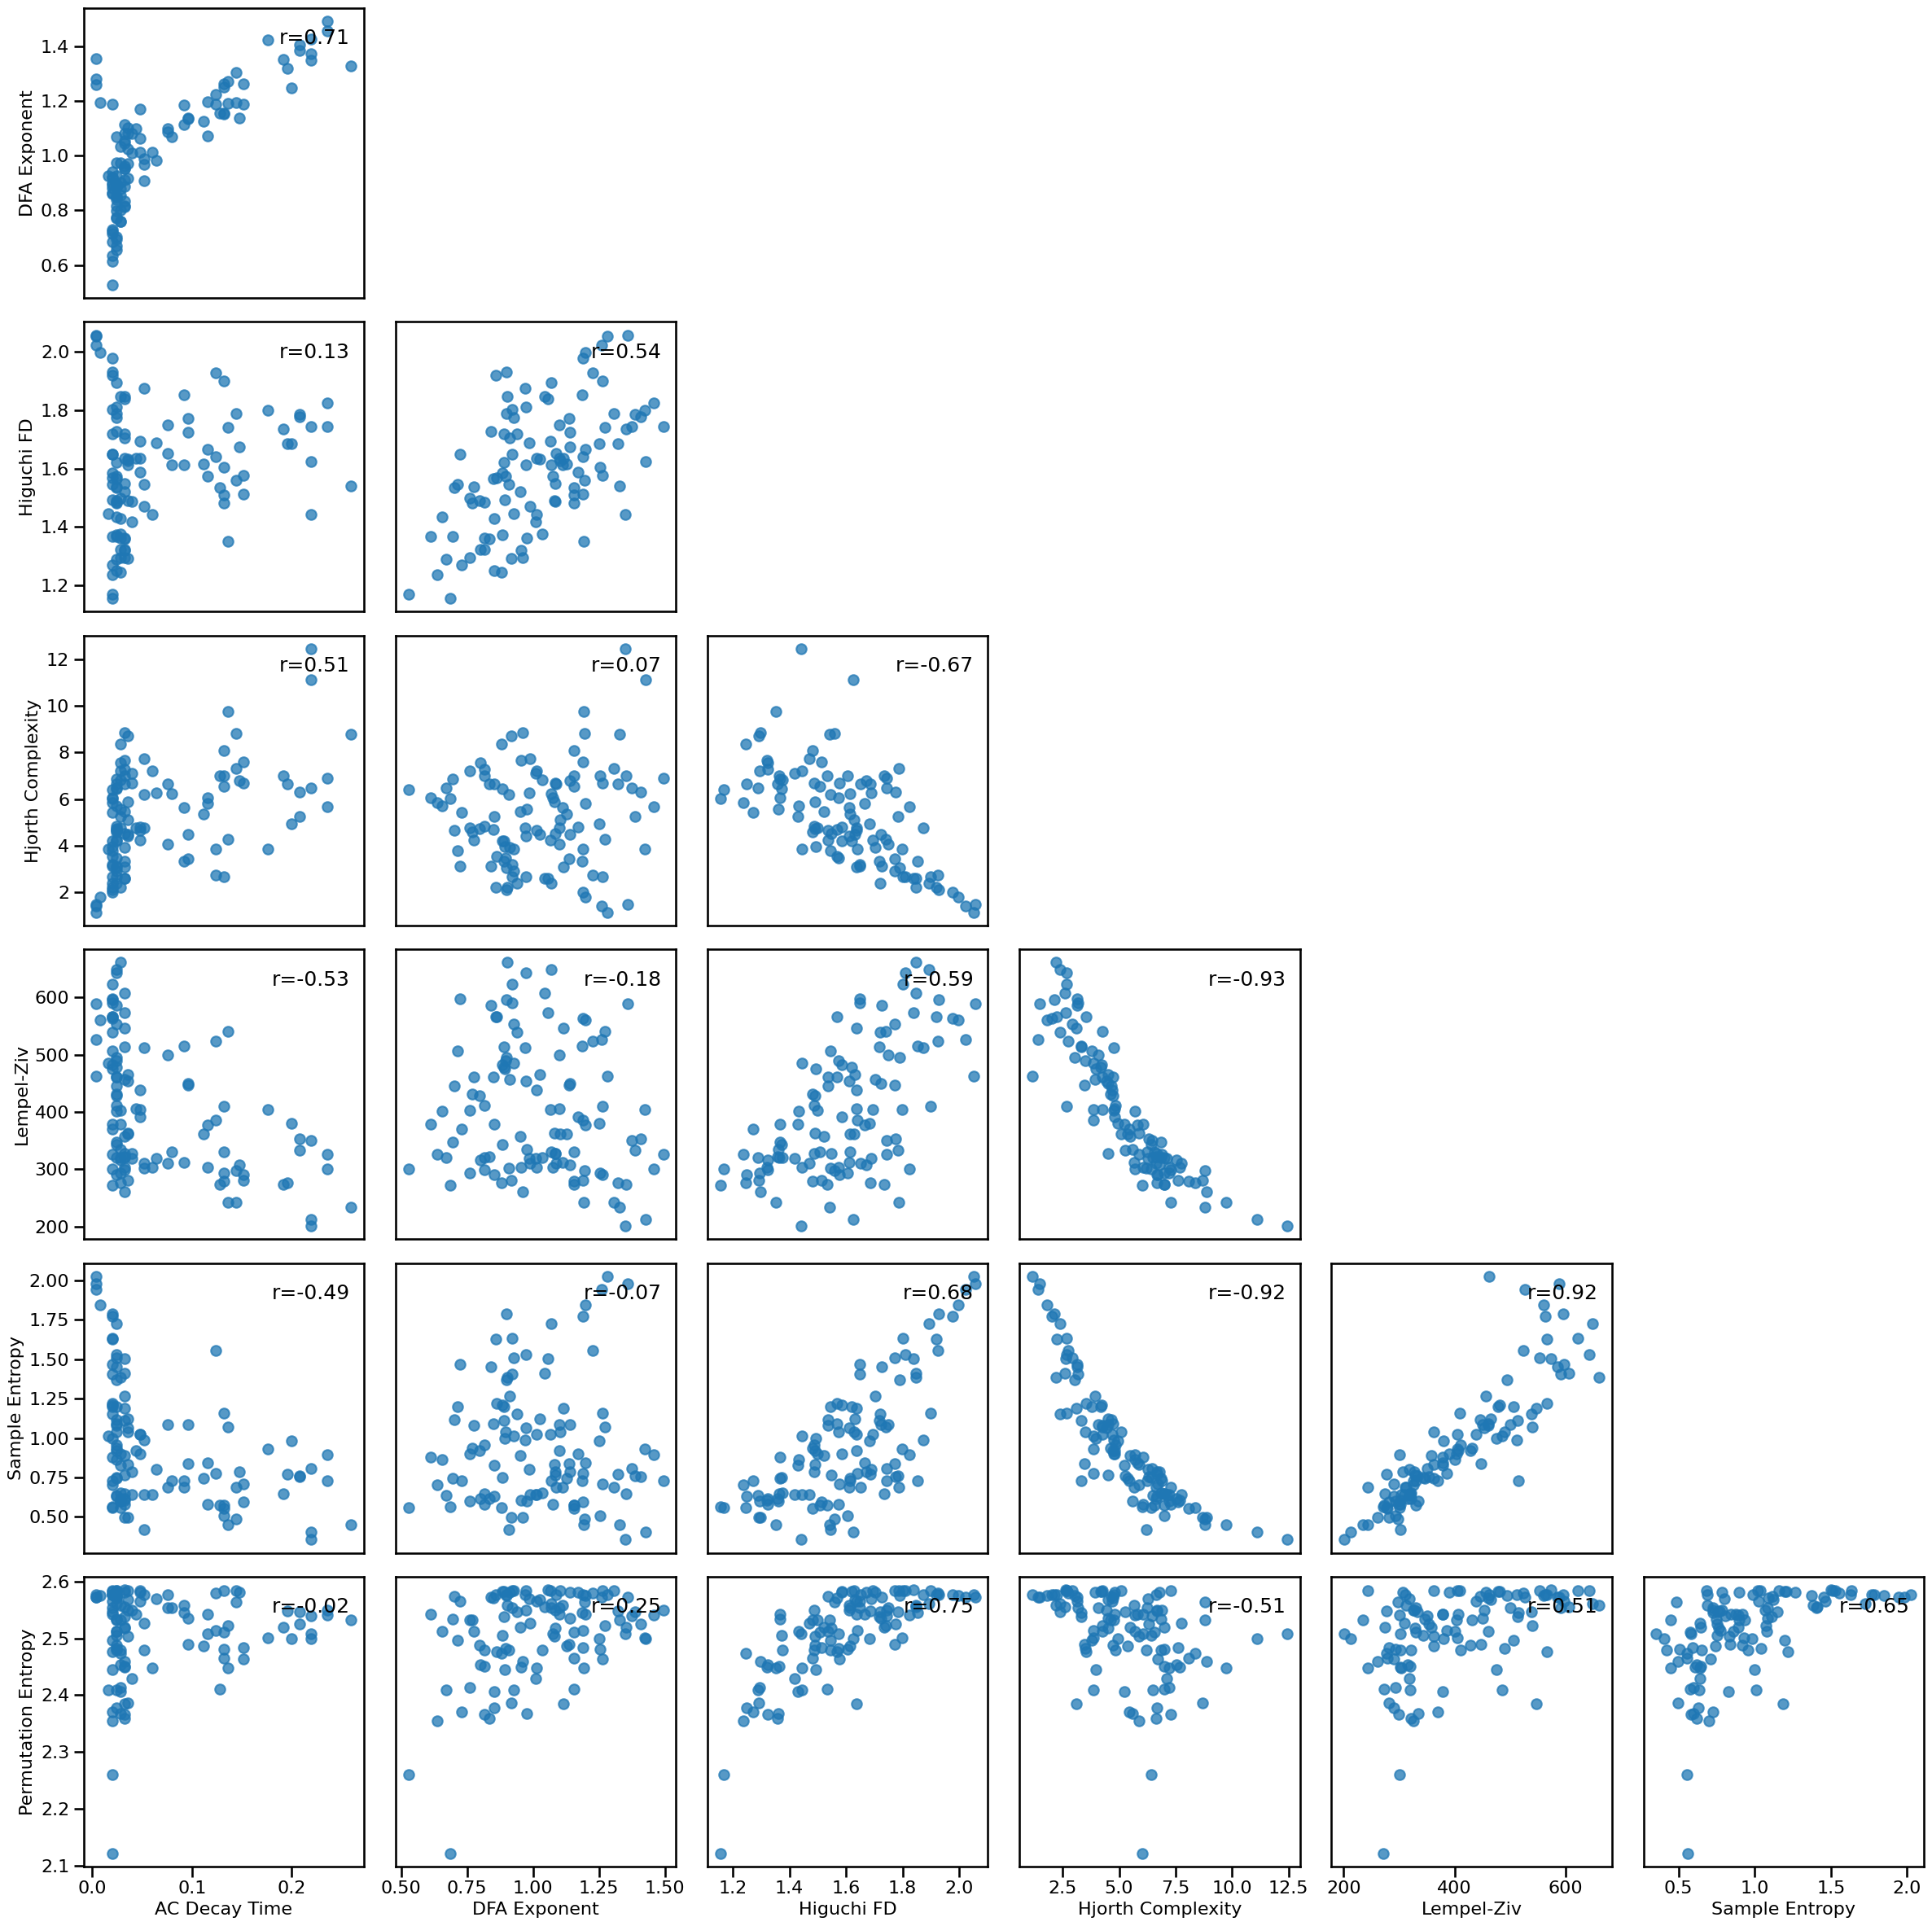 r=0.71
1.4
1.2
1.0
0.8
0.6
DFA Exponent
r=0.13
r=0.54
2.0
1.8
1.6
1.4
1.2
Higuchi FD
r=0.51
r=0.07
r=-0.67
12
10
8
6
4
2
Hjorth Complexity
r=-0.53
r=-0.18
r=0.59
r=-0.93
600
500
400
300
200
Lempel-Ziv
r=-0.49
r=-0.07
r=0.68
r=-0.92
r=0.92
2.00
1.75
1.50
1.25
1.00
0.75
0.50
Sample Entropy
r=-0.02
r=0.25
r=0.75
r=-0.51
r=0.51
r=0.65
2.6
2.5
2.4
2.3
2.2
2.1
Permutation Entropy
0.0 0.1 0.2
0.50 0.75 1.00 1.25 1.50
1.2 1.4 1.6 1.8 2.0
2.5 5.0 7.5 10.0 12.5
200 400 600
0.5 1.0 1.5 2.0
AC Decay Time
DFA Exponent
Higuchi FD
Hjorth Complexity
Lempel-Ziv
Sample Entropy